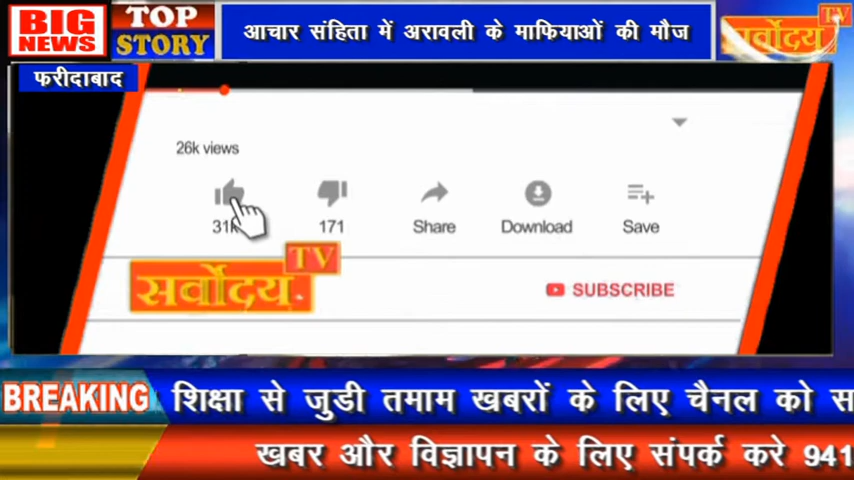 BIG
NEWS
TOP
STORY
आचार संहिता में अरावली के माफियाओं की मौज
सर्वोदय TV
फरीदाबाद
26k views
31k
171
Share
Download
Save
सर्वोदय TV
SUBSCRIBE
BREAKING
शिक्षा से जुडी तमाम खबरों के लिए चैनल को स
खबर और विज्ञापन के लिए संपर्क करे 941